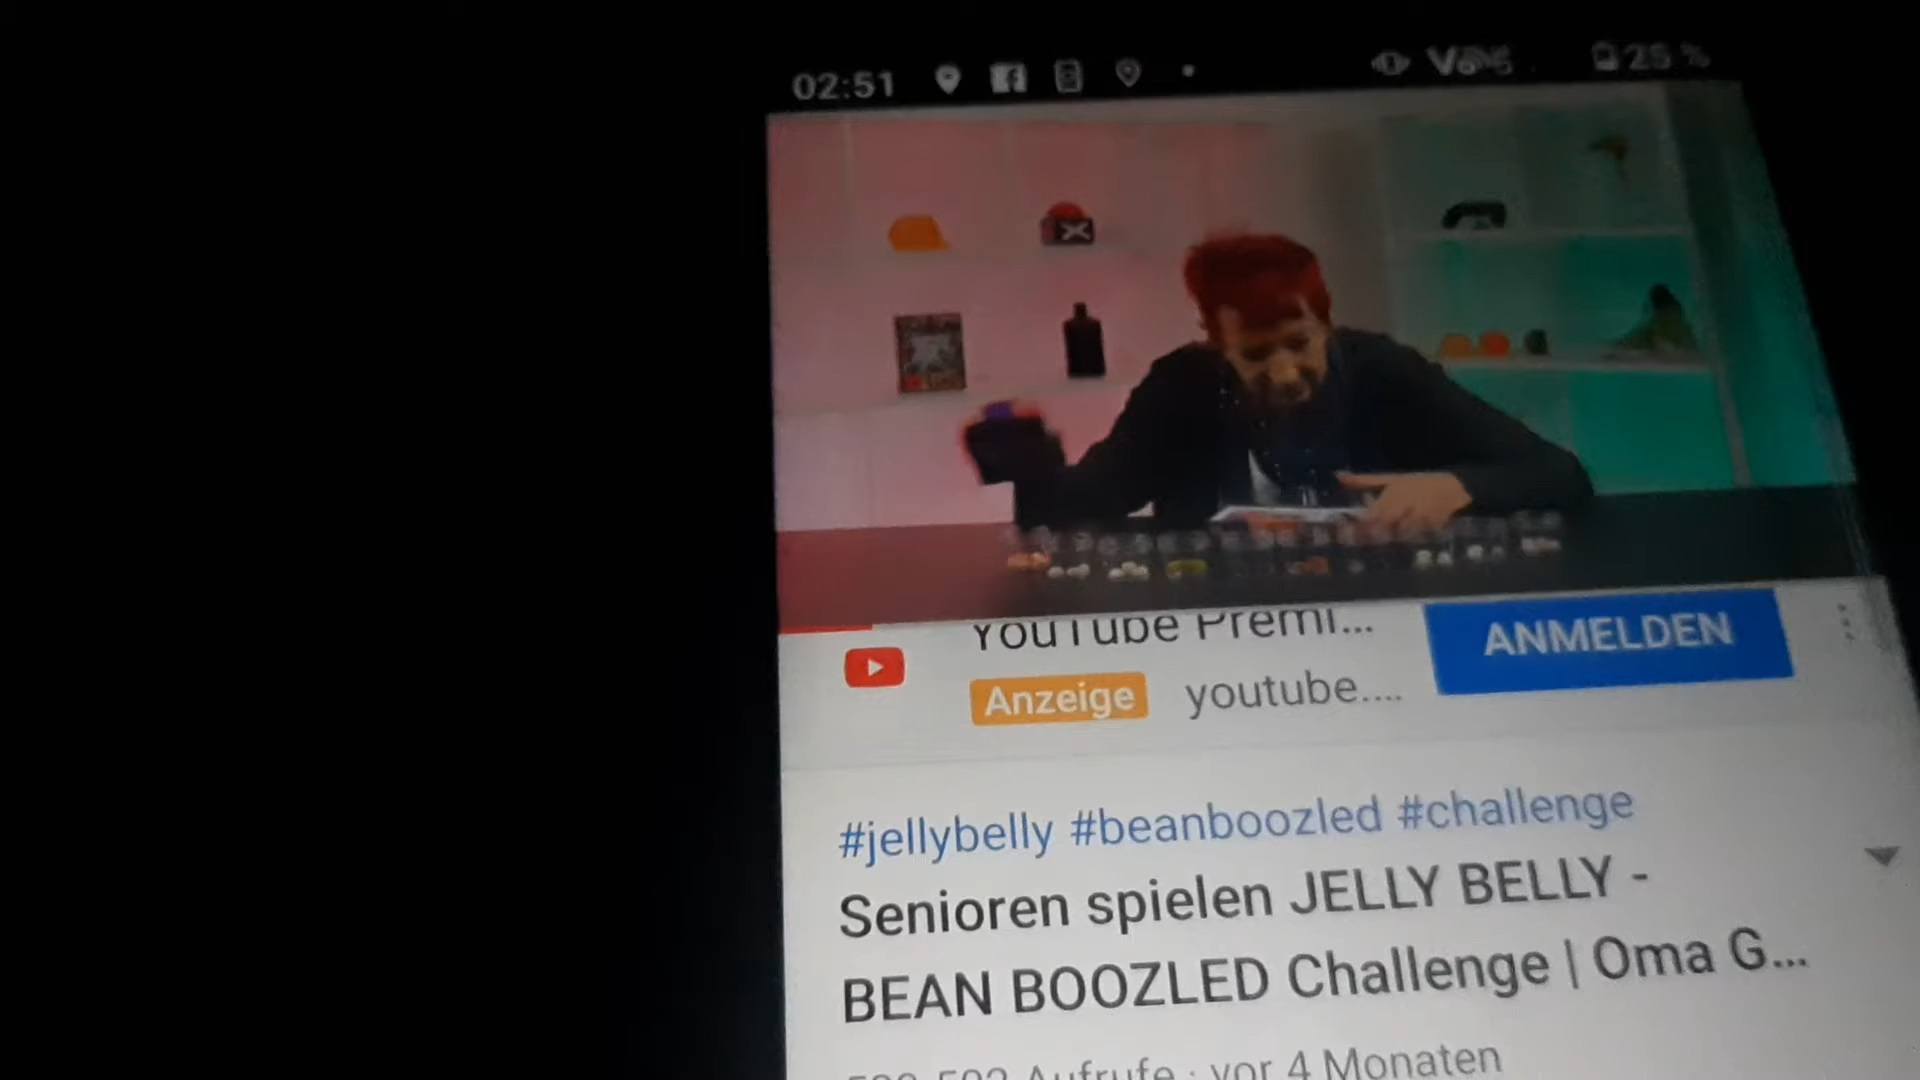 02:51 25 %
YouTube Premi...
ANMELDEN
Anzeige youtube....
#jellybelly #beanboozled #challenge
Senioren spielen JELLY BELLY -
BEAN BOOZLED Challenge | Oma G...
Aufrufe · vor 4 Monaten